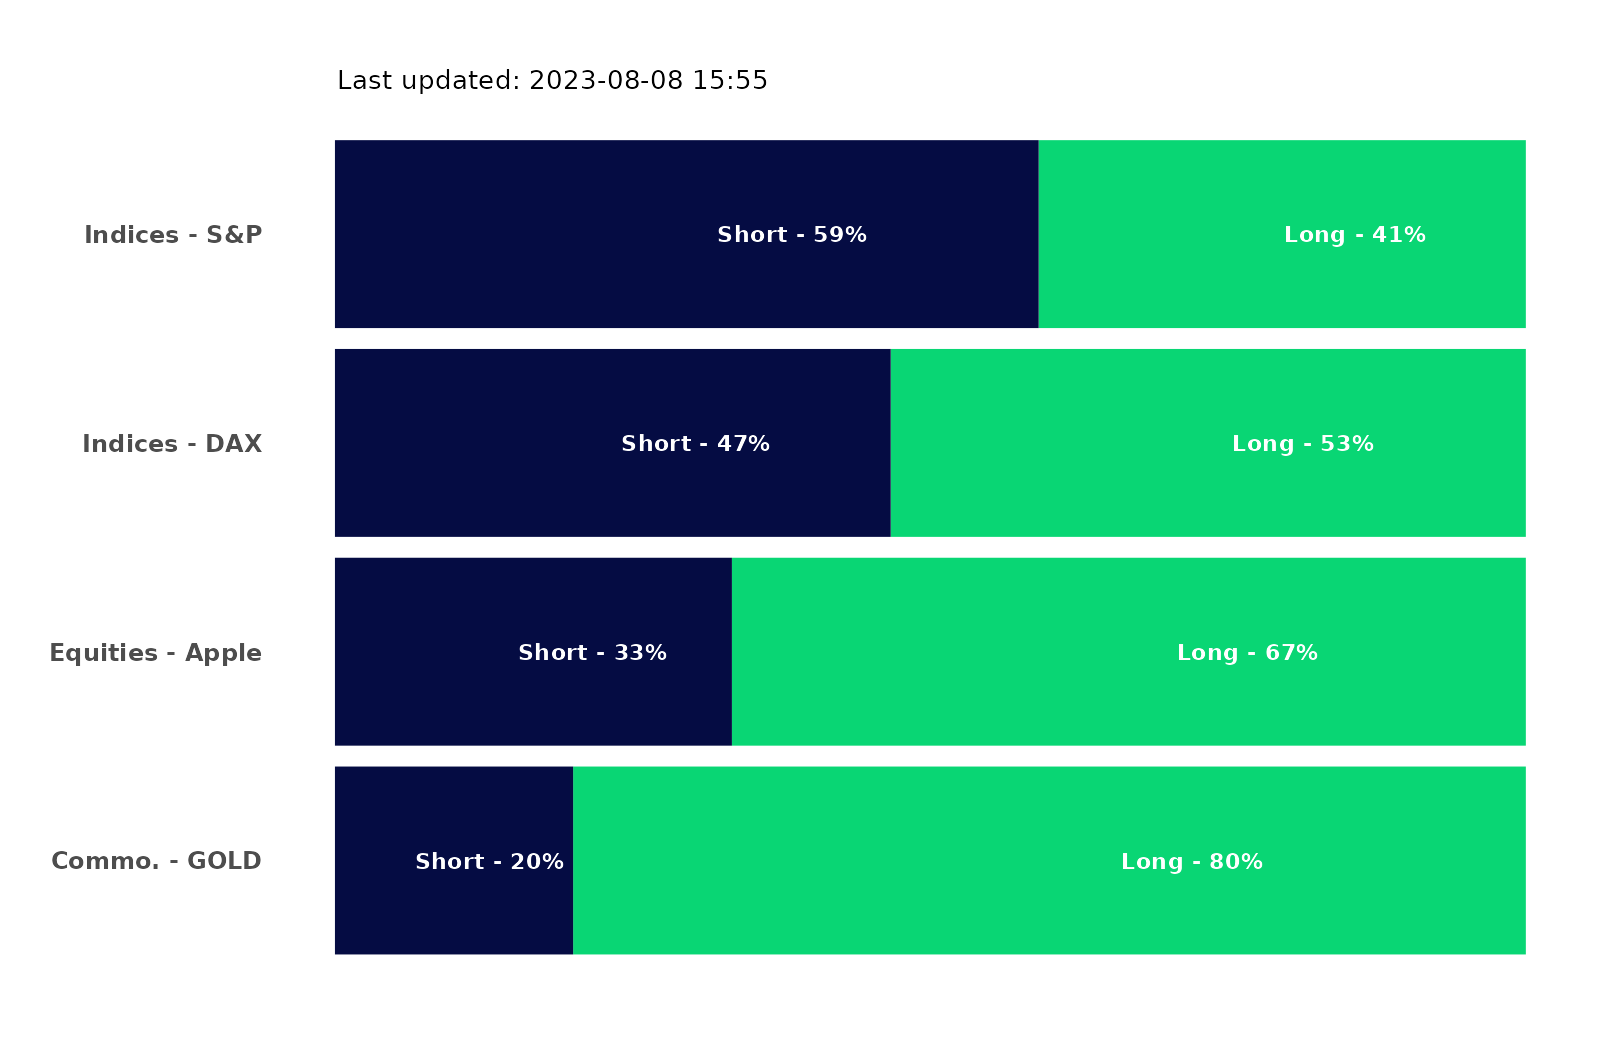 Last updated: 2023-08-08 15:55
Indices - S&P Short - 59% Long - 41%
Indices - DAX Short - 47% Long - 53%
Equities - Apple Short - 33% Long - 67%
Commo. - GOLD Short - 20% Long - 80%